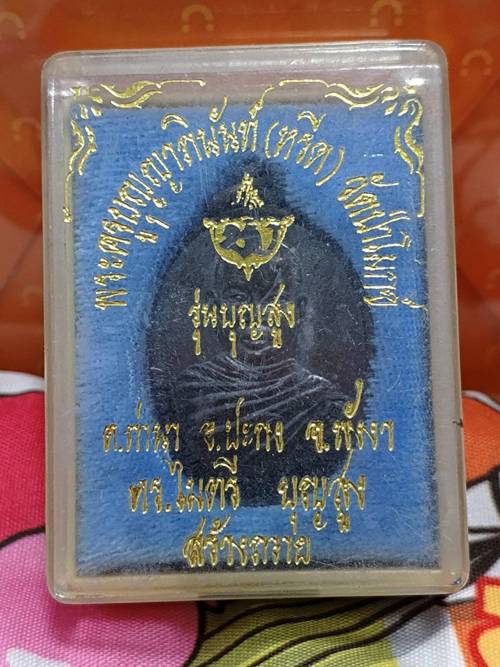 พระครูปุญญาภินันท์ (หรีด) วัดป่าโมกข์
รุ่นบุญสูง
ต.ท่านา อ.ปะกง จ.พังงา
ดร.ไมตรี บุญสูง
สร้างถวาย